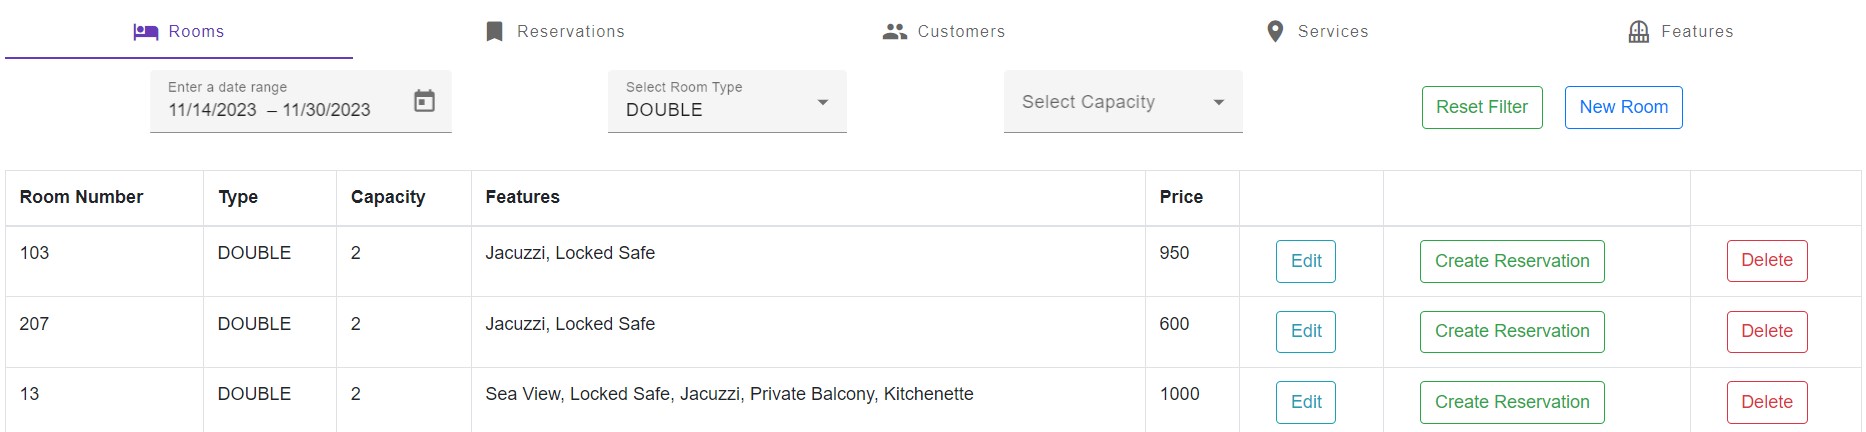 Rooms Reservations Customers Services Features
Enter a date range
11/14/2023 – 11/30/2023
Select Room Type
DOUBLE
Select Capacity
Reset Filter
New Room
Room Number Type Capacity Features Price
103 DOUBLE 2 Jacuzzi, Locked Safe 950 Edit Create Reservation Delete
207 DOUBLE 2 Jacuzzi, Locked Safe 600 Edit Create Reservation Delete
13 DOUBLE 2 Sea View, Locked Safe, Jacuzzi, Private Balcony, Kitchenette 1000 Edit Create Reservation Delete